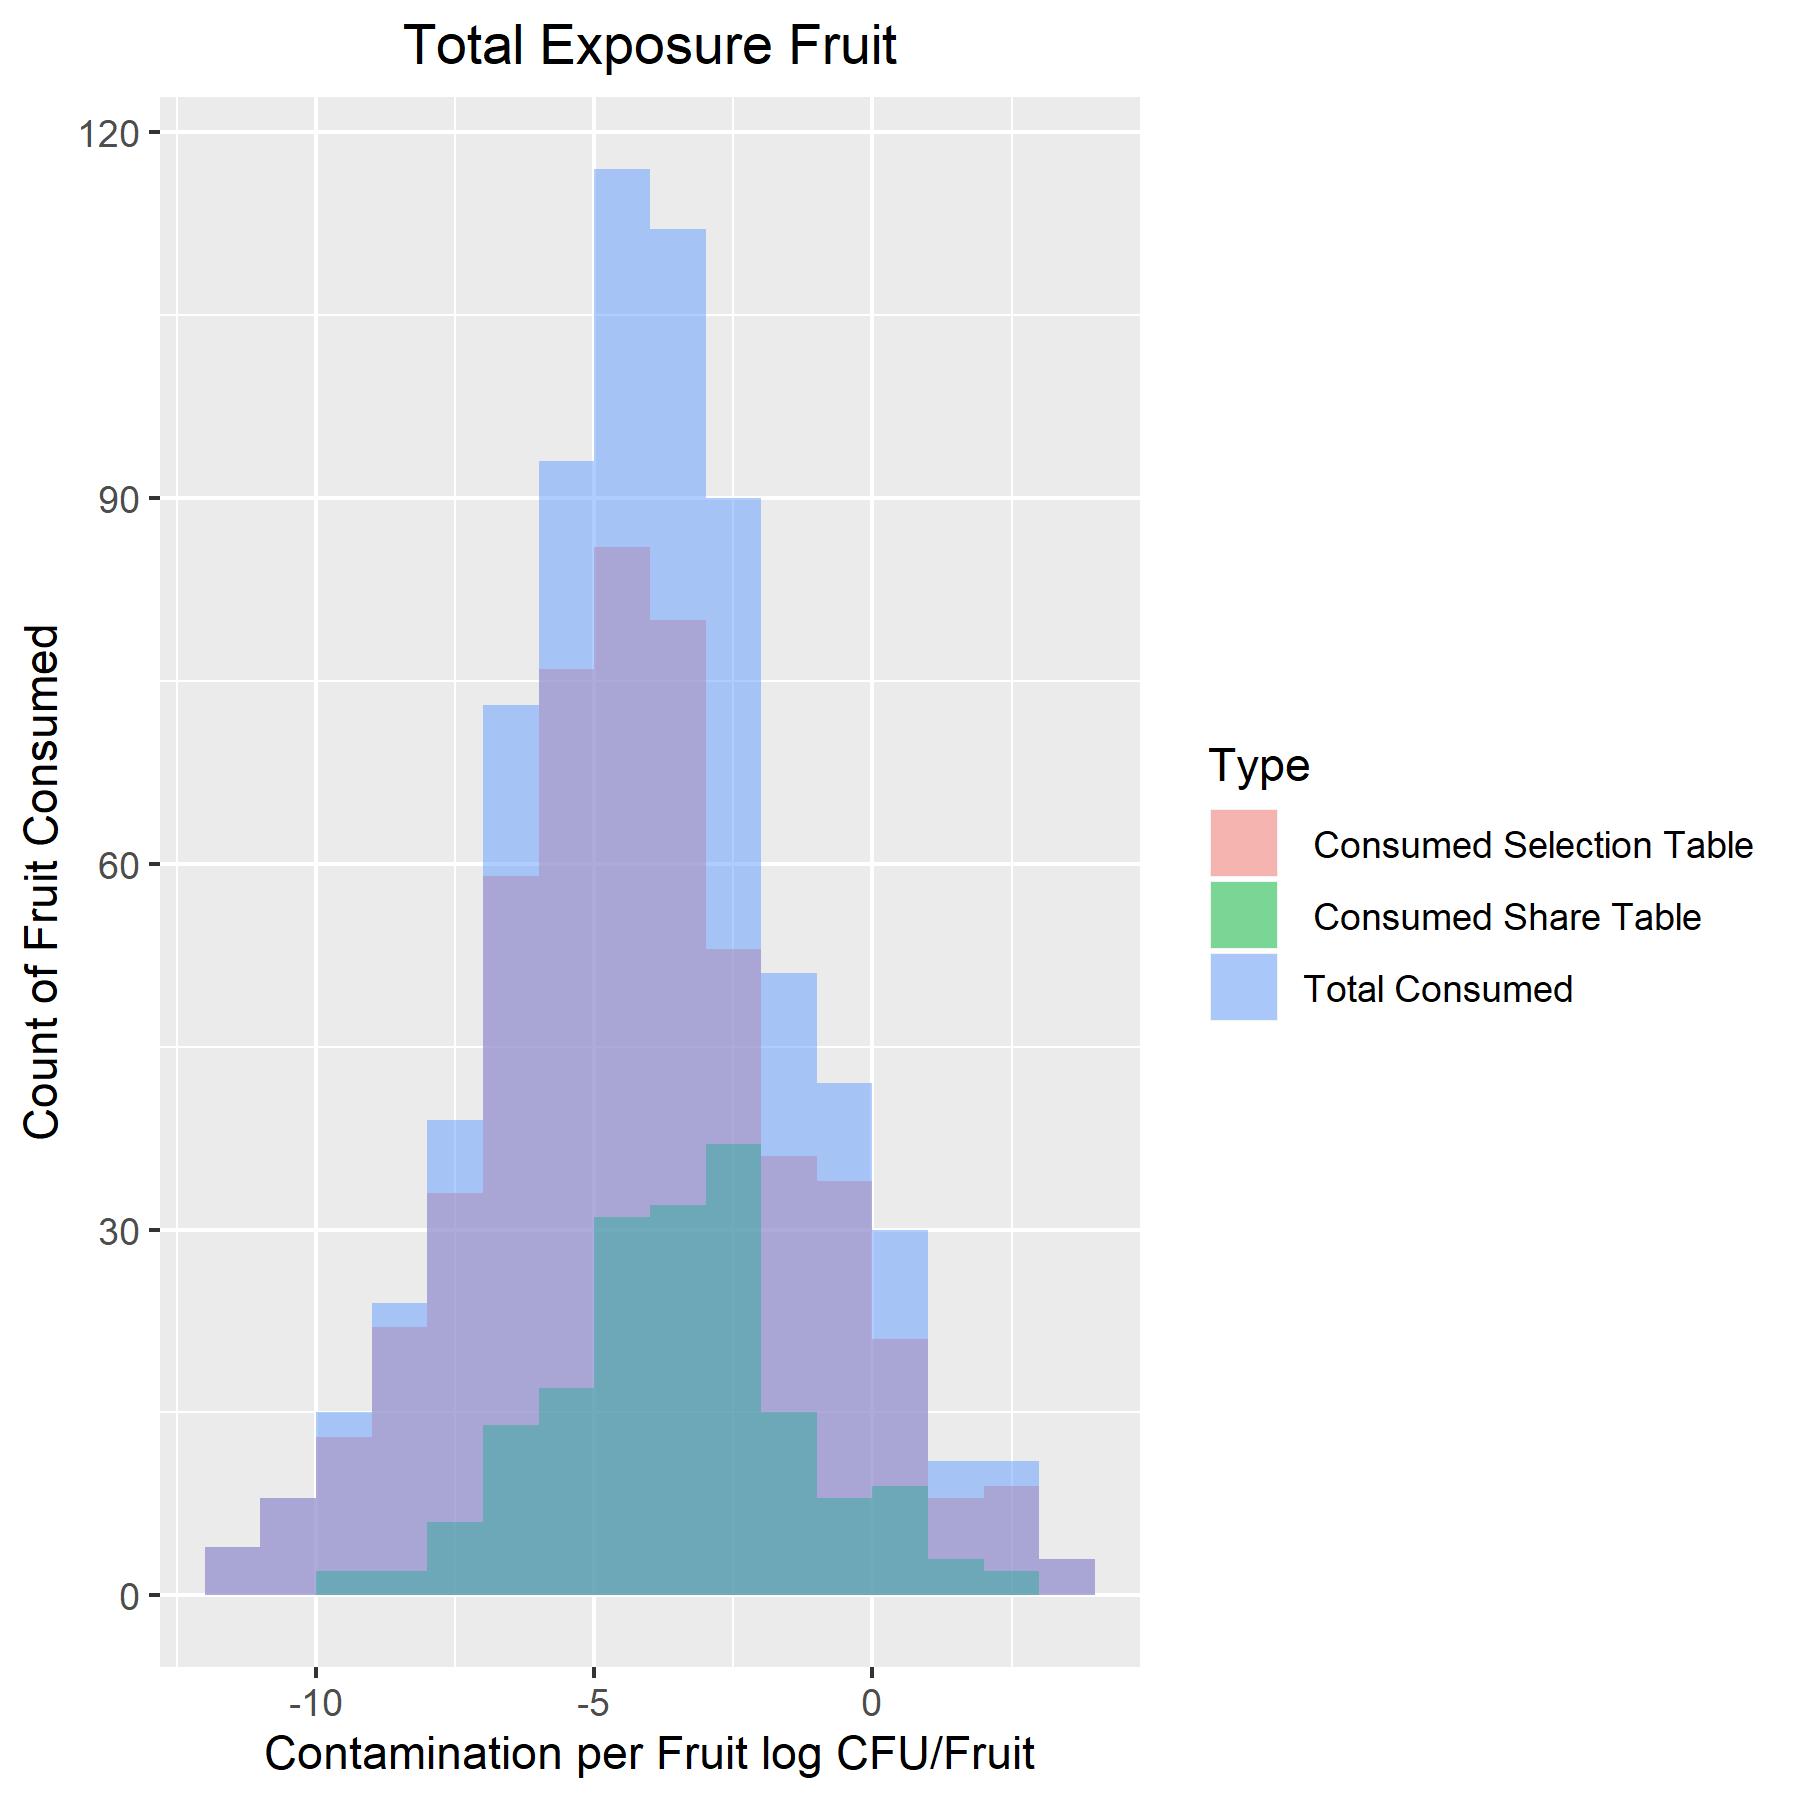 Total Exposure Fruit
120
90
60
30
0
Count of Fruit Consumed
-10
-5
0
Contamination per Fruit log CFU/Fruit
Type
Consumed Selection Table
Consumed Share Table
Total Consumed